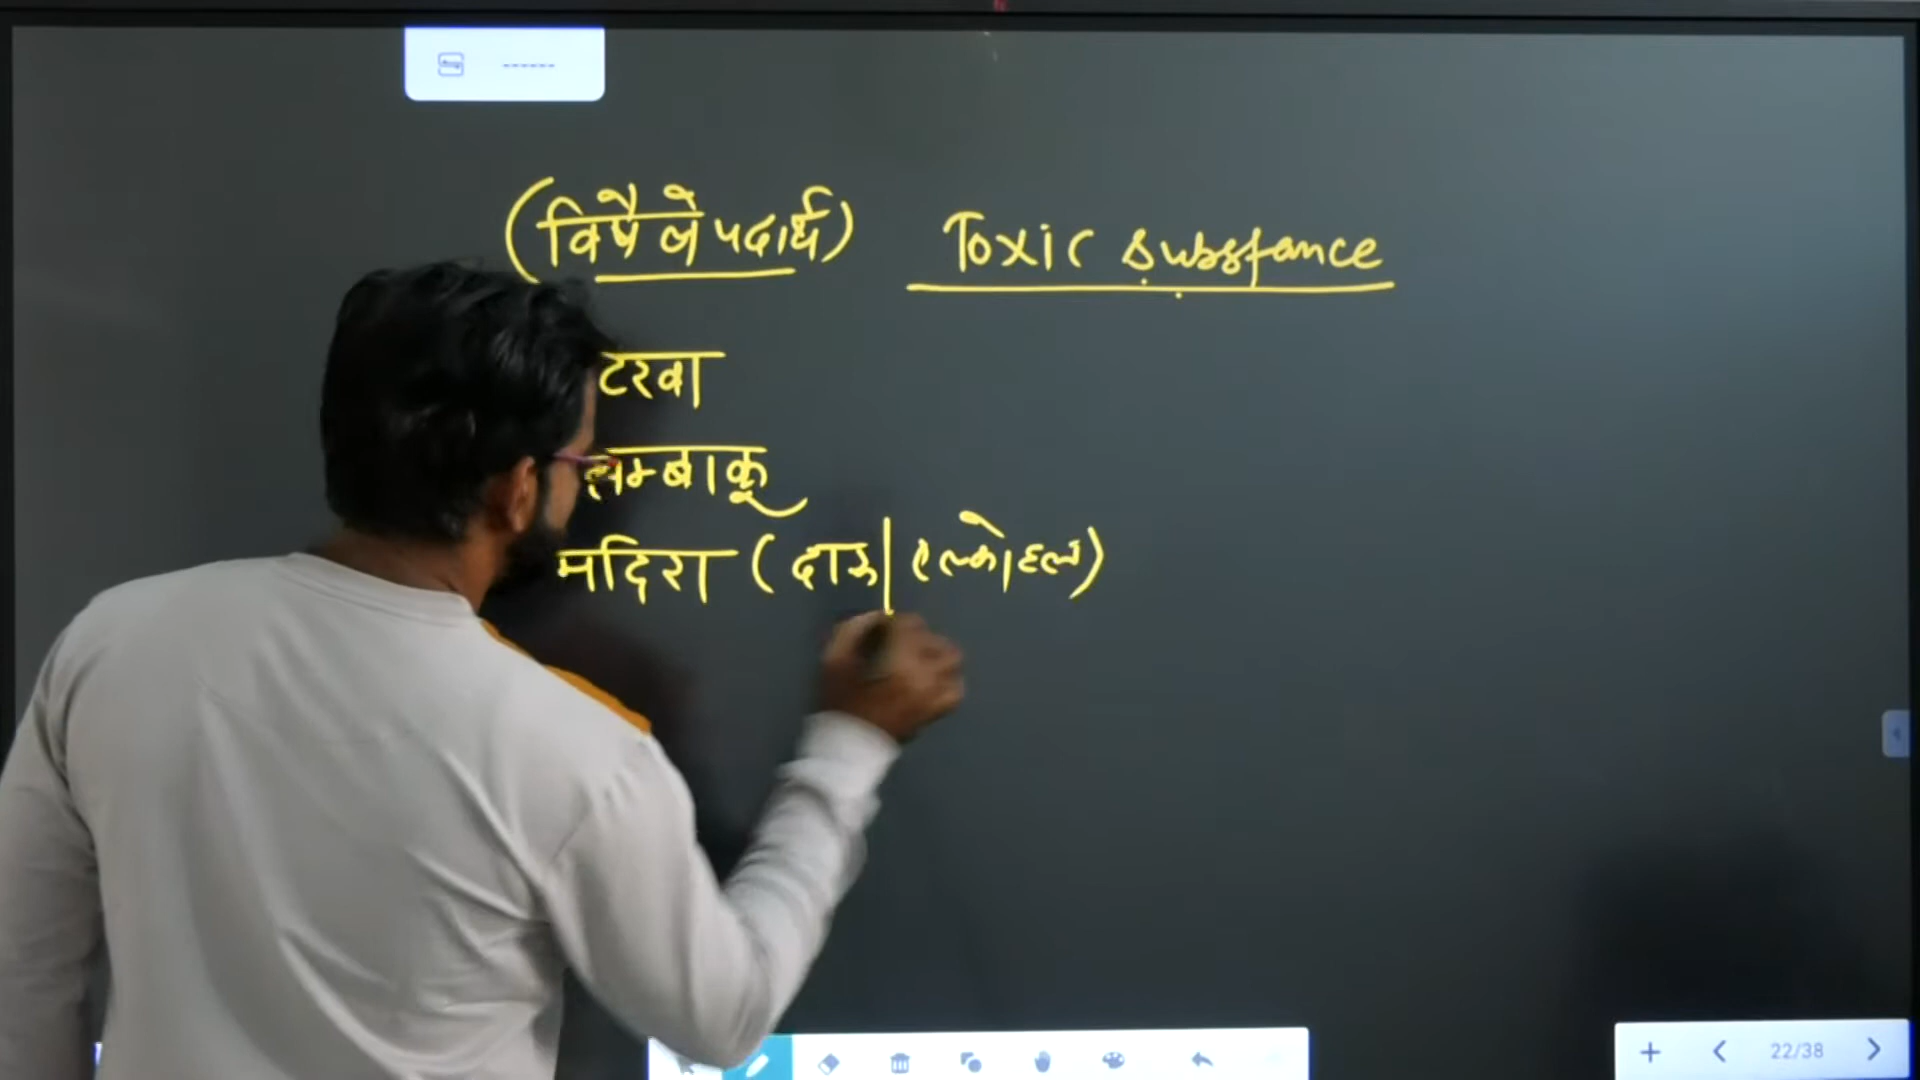 (विषैले पदार्थ) Toxic substance
टरवा
तम्बाकू
मदिरा (दारू|एल्कोहल)
22/38